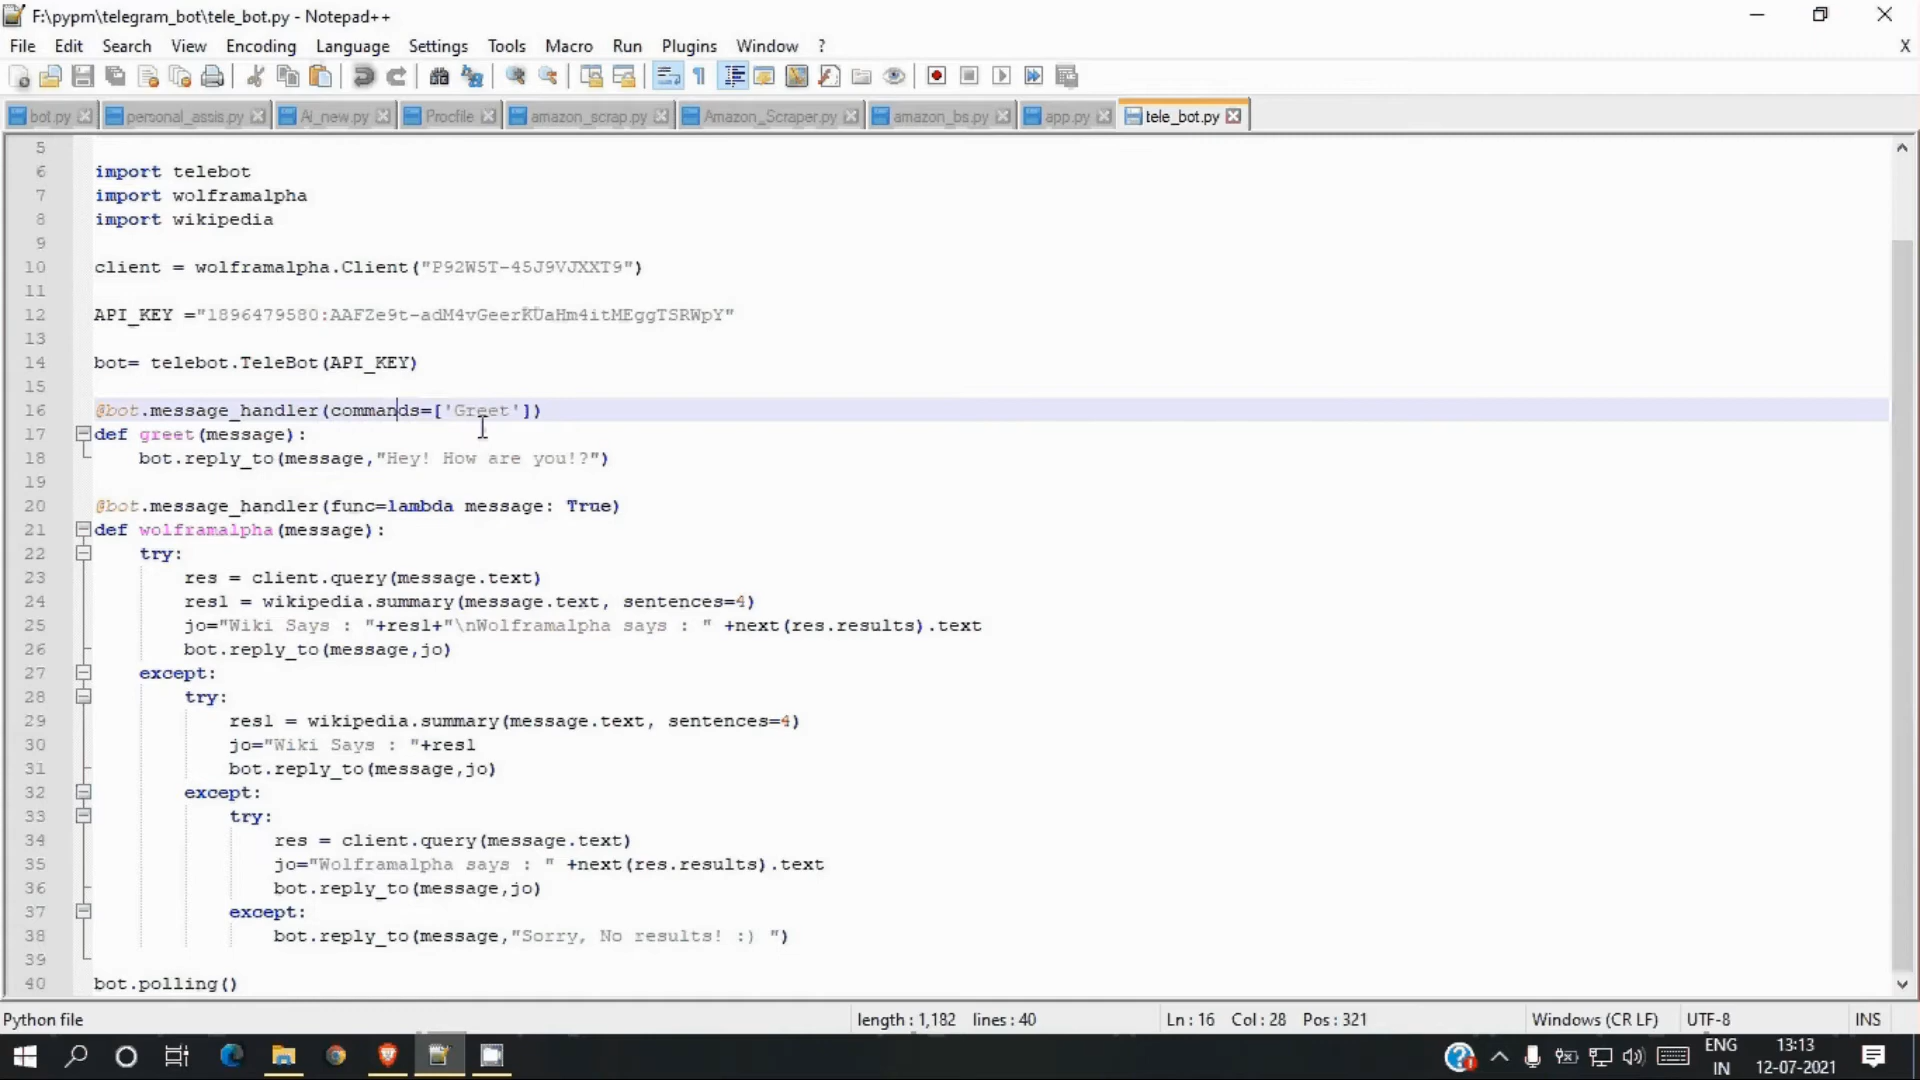 F:\pypm\telegram_bot\tele_bot.py - Notepad++
File Edit Search View Encoding Language Settings Tools Macro Run Plugins Window ? X
bot.py personal_assis.py Ai_new.py Procfile amazon_scrap.py Amazon_Scraper.py amazon_bs.py app.py tele_bot.py
5
6 import telebot
7 import wolframalpha
8 import wikipedia
9
10 client = wolframalpha.Client("P92W5T-45J9VJXXT9")
11
12 API_KEY ="1896479580:AAFZe9t-adM4vGeerKUaHm4itMEggTSRWpY"
13
14 bot= telebot.TeleBot(API_KEY)
15
16 @bot.message_handler(commands=['Greet'])
17 def greet(message):
18 bot.reply_to(message,"Hey! How are you!?")
19
20 @bot.message_handler(func=lambda message: True)
21 def wolframalpha(message):
22 try:
23 res = client.query(message.text)
24 res1 = wikipedia.summary(message.text, sentences=4)
25 jo="Wiki Says : "+res1+"\nWolframalpha says : " +next(res.results).text
26 bot.reply_to(message,jo)
27 except:
28 try:
29 res1 = wikipedia.summary(message.text, sentences=4)
30 jo="Wiki Says : "+res1
31 bot.reply_to(message,jo)
32 except:
33 try:
34 res = client.query(message.text)
35 jo="Wolframalpha says : " +next(res.results).text
36 bot.reply_to(message,jo)
37 except:
38 bot.reply_to(message,"Sorry, No results! :) ")
39
40 bot.polling()
Python file length : 1,182 lines : 40 Ln : 16 Col : 28 Pos : 321 Windows (CR LF) UTF-8 INS
ENG 13:13
IN 12-07-2021